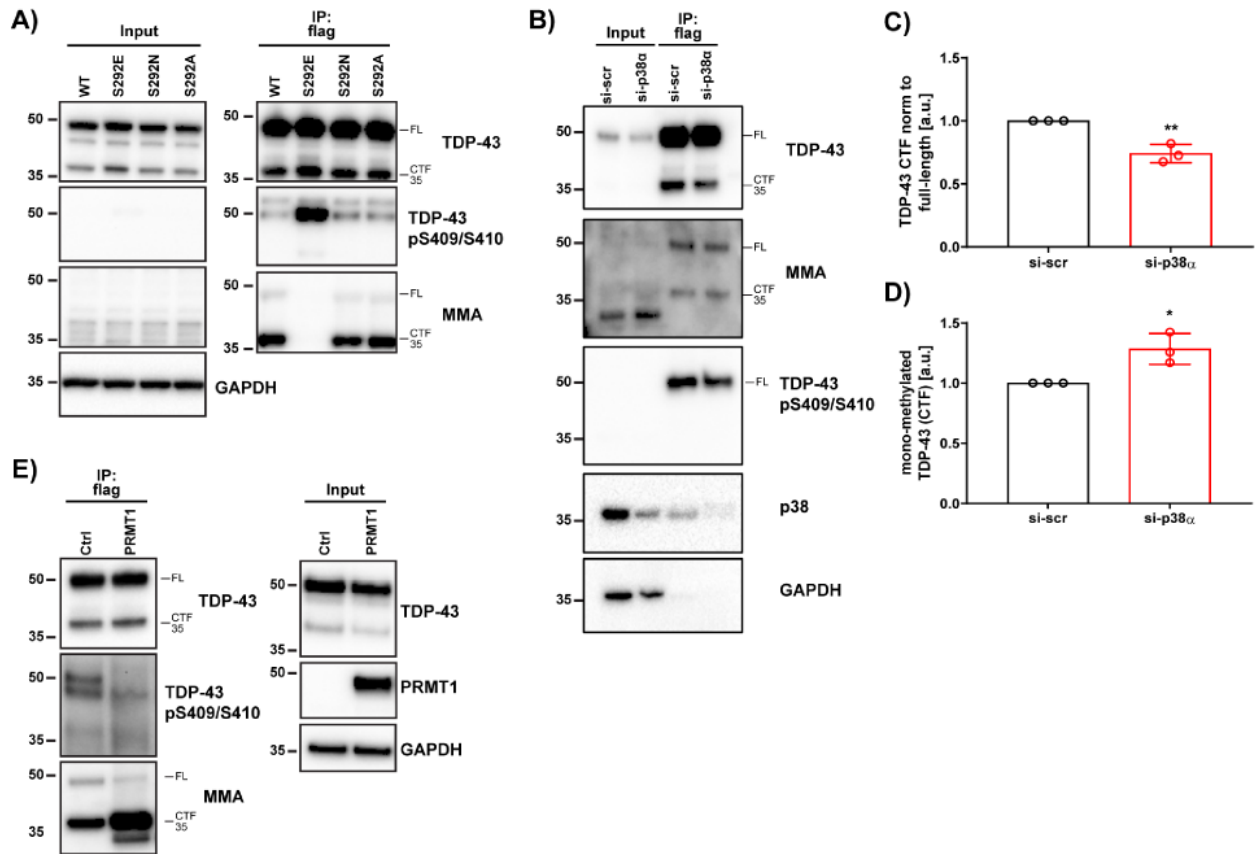 A)
Input
WT
S292E
S292N
S292A
50
35
50
50
35
35
GAPDH
IP:
flag
WT
S292E
S292N
S292A
50
FL
TDP-43
CTF
35
35
50
TDP-43
pS409/S410
50
FL
MMA
CTF
35
35
B)
Input
IP:
flag
si-scr
si-p38α
si-scr
si-p38α
50
FL
TDP-43
CTF
35
35
50
FL
MMA
CTF
35
35
50
FL
TDP-43
pS409/S410
35
p38
35
GAPDH
35
C)
TDP-43 CTF norm to
full-length [a.u.]
1.5
1.0
0.5
0.0
**
si-scr
si-p38α
D)
mono-methylated
TDP-43 (CTF) [a.u.]
1.5
1.0
0.5
0.0
*
si-scr
si-p38α
E)
IP:
flag
Ctrl
PRMT1
50
FL
TDP-43
CTF
35
35
50
TDP-43
pS409/S410
35
50
FL
MMA
CTF
35
35
Input
Ctrl
PRMT1
50
TDP-43
35
50
PRMT1
35
GAPDH